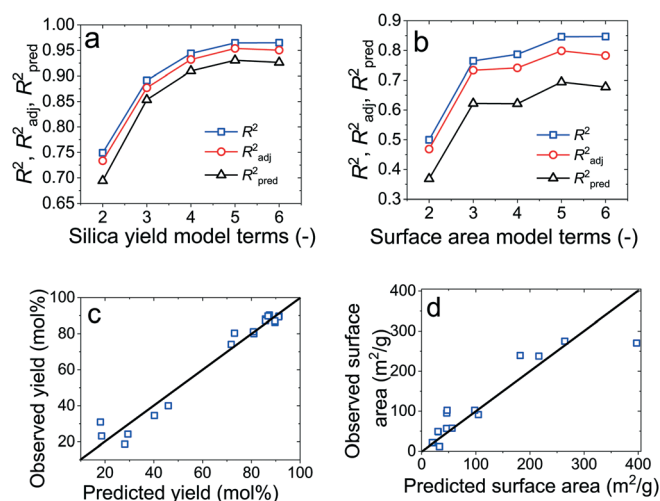 R², R²adj, R²pred
1.00
0.95
0.90
0.85
0.80
0.75
0.70
0.65
a
R²
R²adj
R²pred
2 3 4 5 6
Silica yield model terms (-)
R², R²adj, R²pred
0.9
0.8
0.7
0.6
0.5
0.4
0.3
b
R²
R²adj
R²pred
2 3 4 5 6
Surface area model terms (-)
Observed yield (mol%)
100
80
60
40
20
c
20 40 60 80 100
Predicted yield (mol%)
Observed surface
area (m²/g)
400
300
200
100
0
d
0 100 200 300 400
Predicted surface area (m²/g)